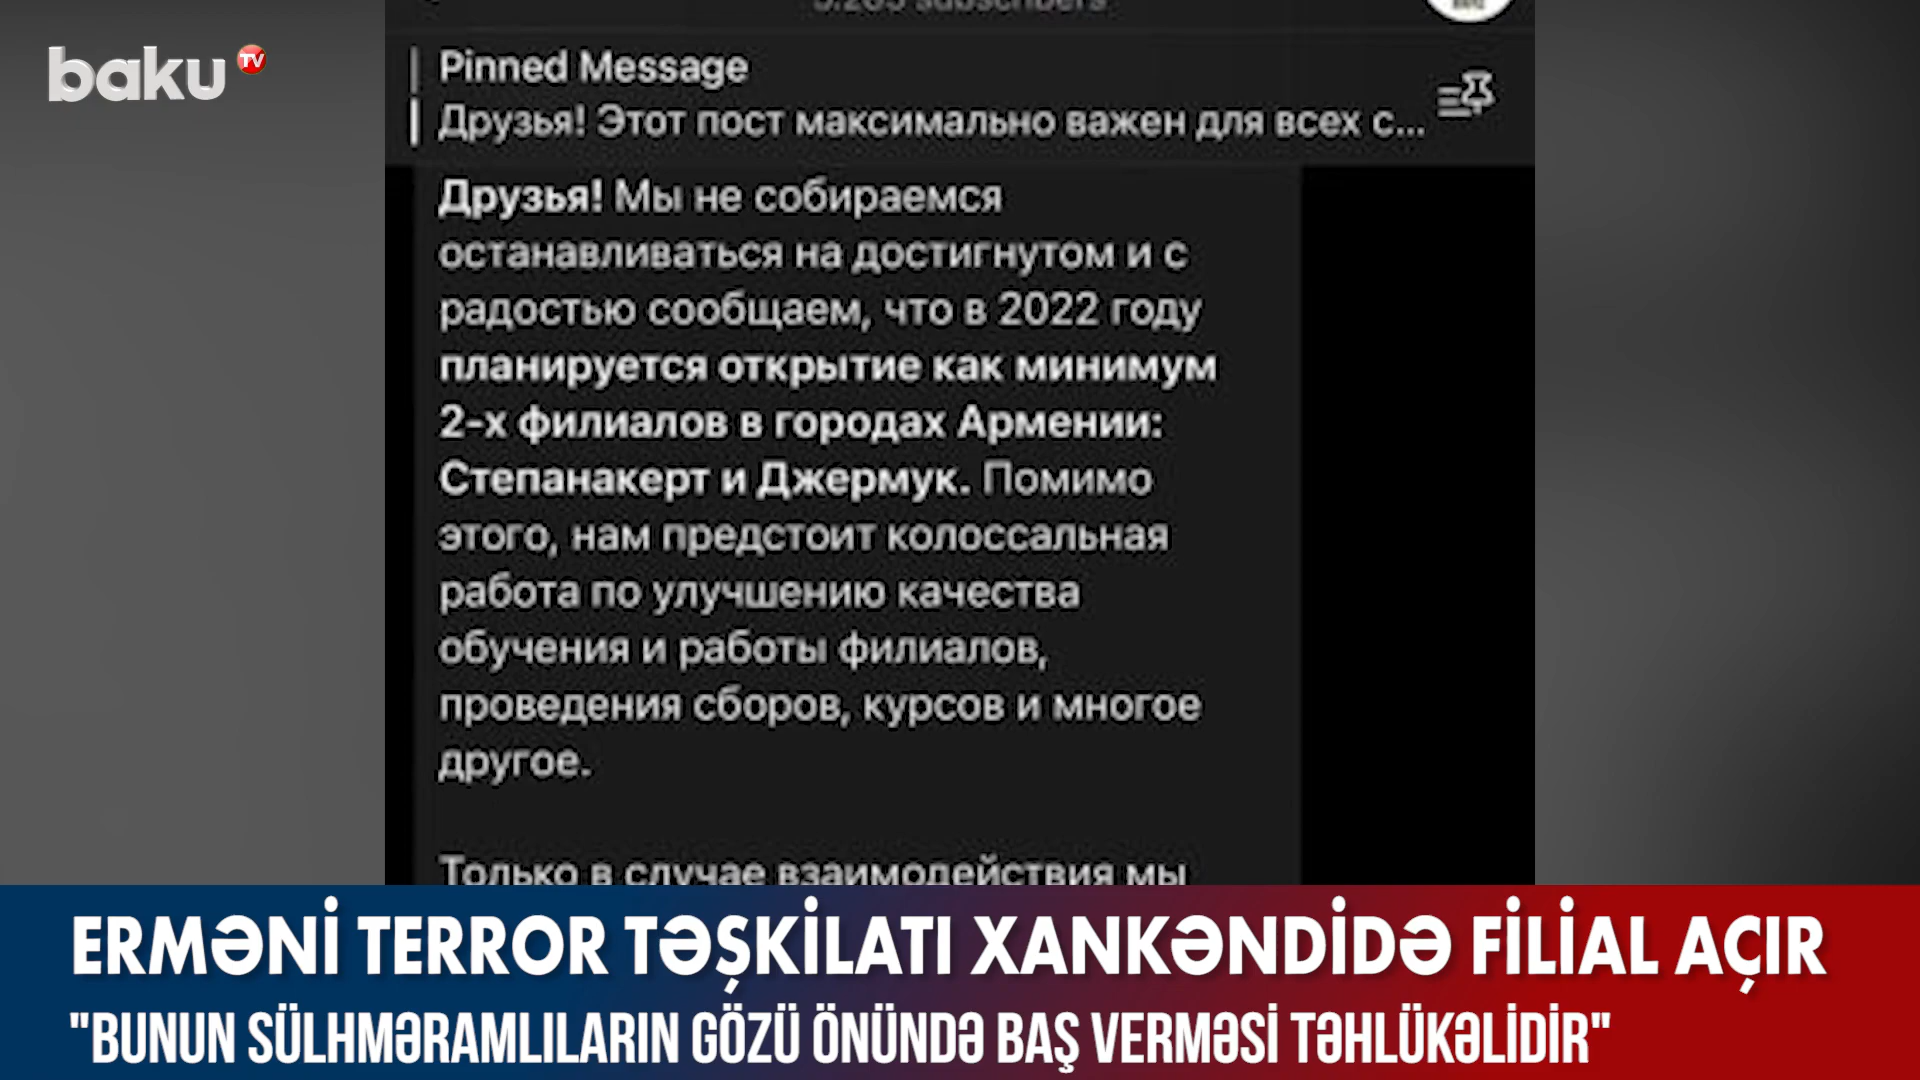 baku TV
subscribers
Pinned Message
Друзья! Этот пост максимально важен для всех с...
Друзья! Мы не собираемся
останавливаться на достигнутом и с
радостью сообщаем, что в 2022 году
планируется открытие как минимум
2-х филиалов в городах Армении:
Степанакерт и Джермук. Помимо
этого, нам предстоит колоссальная
работа по улучшению качества
обучения и работы филиалов,
проведения сборов, курсов и многое
другое.
Только в случае взаимодействия мы
ERMƏNİ TERROR TƏŞKİLATI XANKƏNDİDƏ FİLİAL AÇIR
"BUNUN SÜLHMƏRAMLILARIN GÖZÜ ÖNÜNDƏ BAŞ VERMƏSİ TƏHLÜKƏLİDİR"